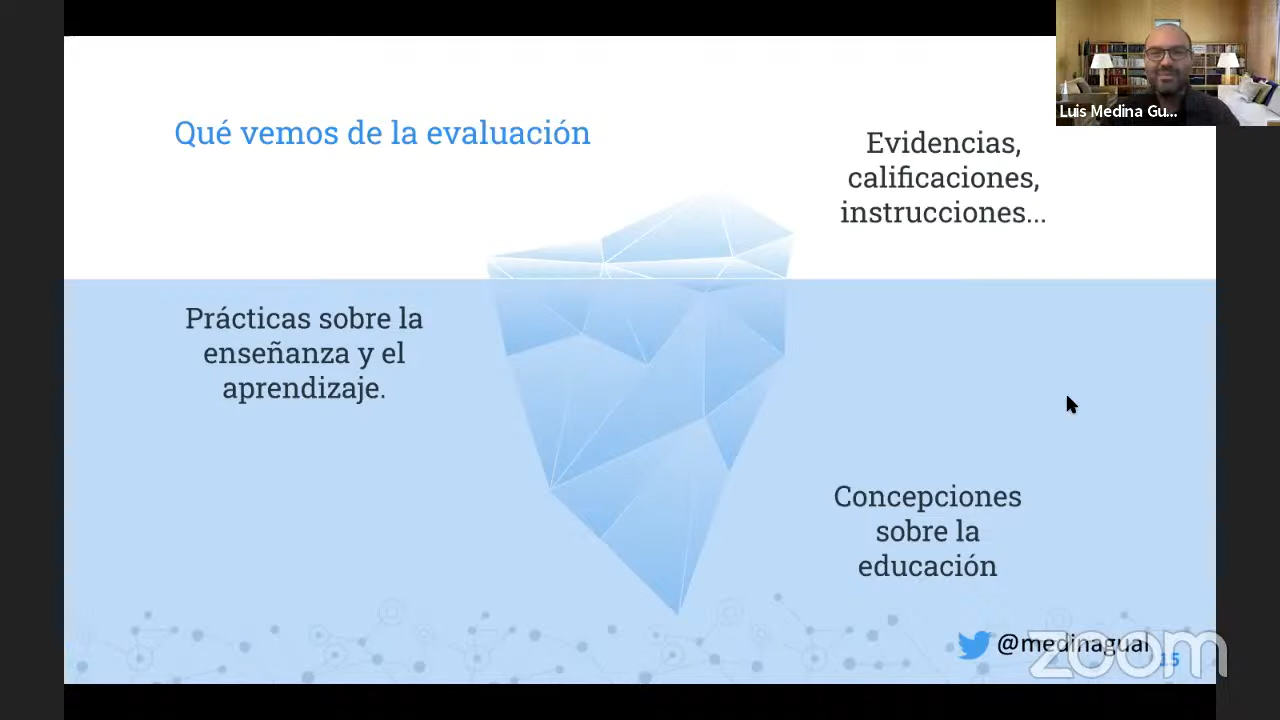 Luis Medina Gu...
Qué vemos de la evaluación
Evidencias,
calificaciones,
instrucciones...
Prácticas sobre la
enseñanza y el
aprendizaje.
Concepciones
sobre la
educación
@medinagual
zoom
15